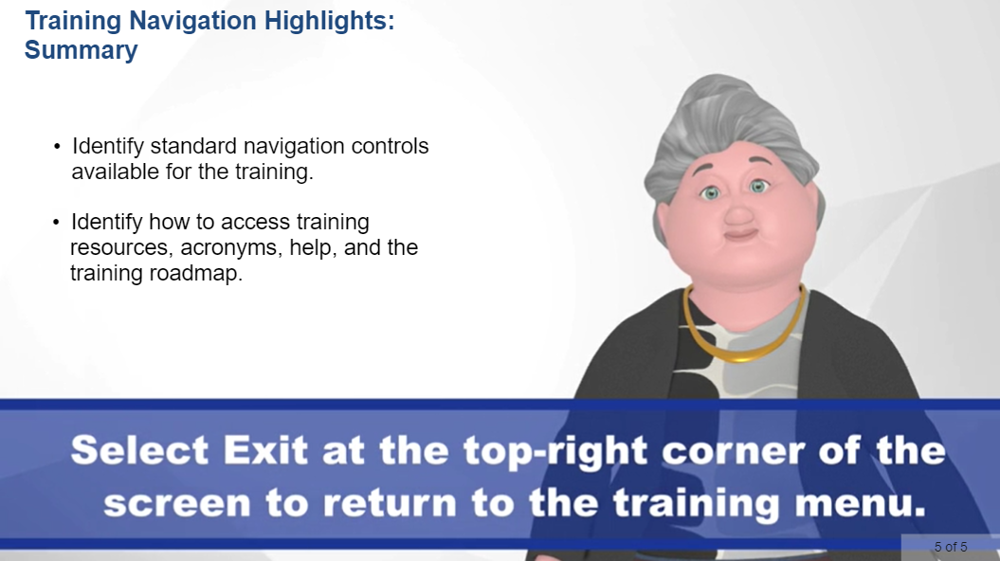 Training Navigation Highlights:
Summary
• Identify standard navigation controls
available for the training.
• Identify how to access training
resources, acronyms, help, and the
training roadmap.
Select Exit at the top-right corner of the
screen to return to the training menu.
5 of 5